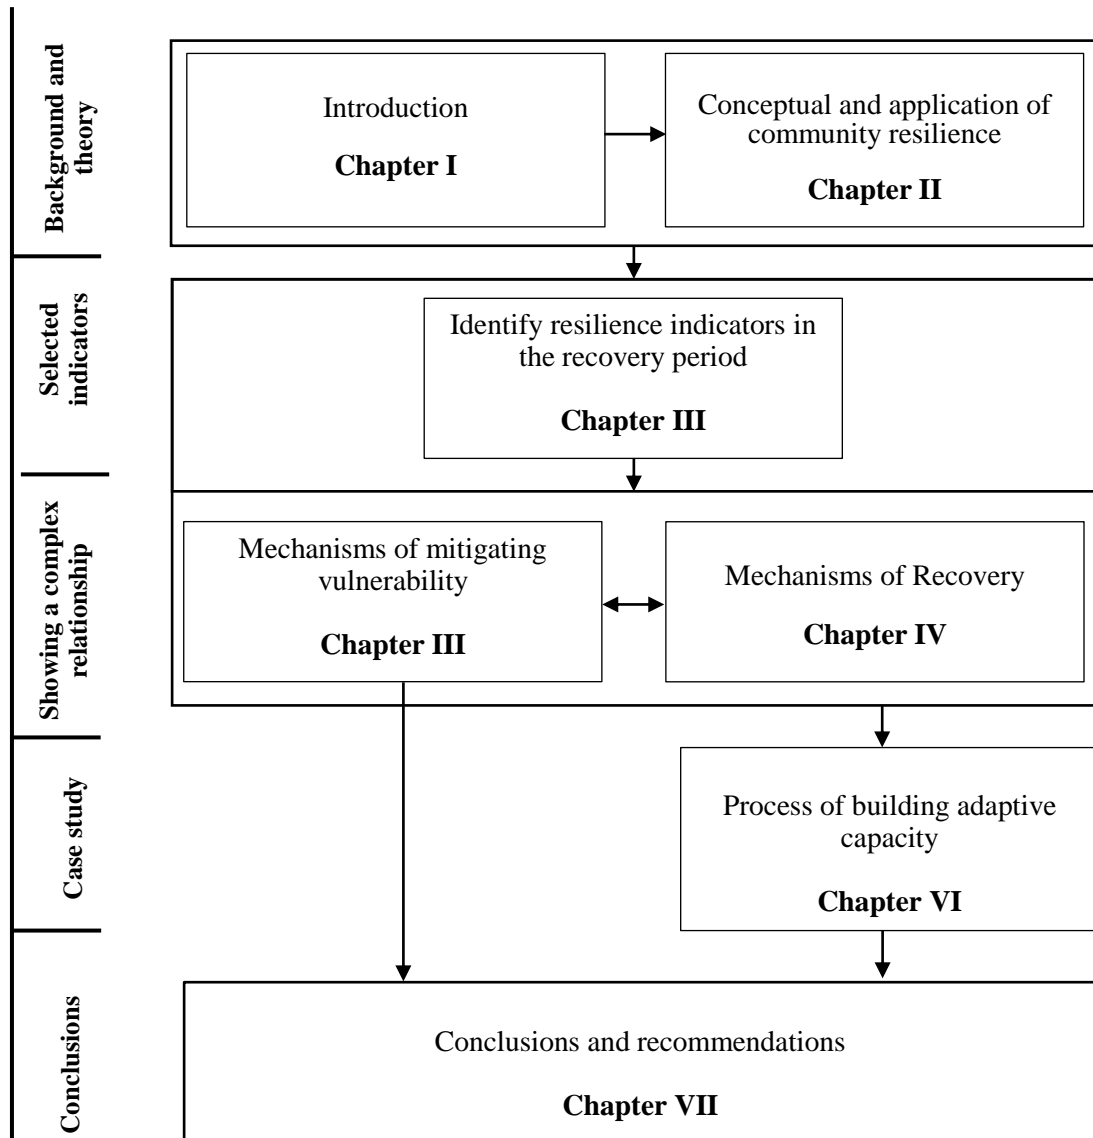 Background and
theory
Introduction
Chapter I
Conceptual and application of
community resilience
Chapter II
Selected
indicators
Identify resilience indicators in
the recovery period
Chapter III
Showing a complex
relationship
Mechanisms of mitigating
vulnerability
Chapter III
Mechanisms of Recovery
Chapter IV
Case study
Process of building adaptive
capacity
Chapter VI
Conclusions
Conclusions and recommendations
Chapter VII